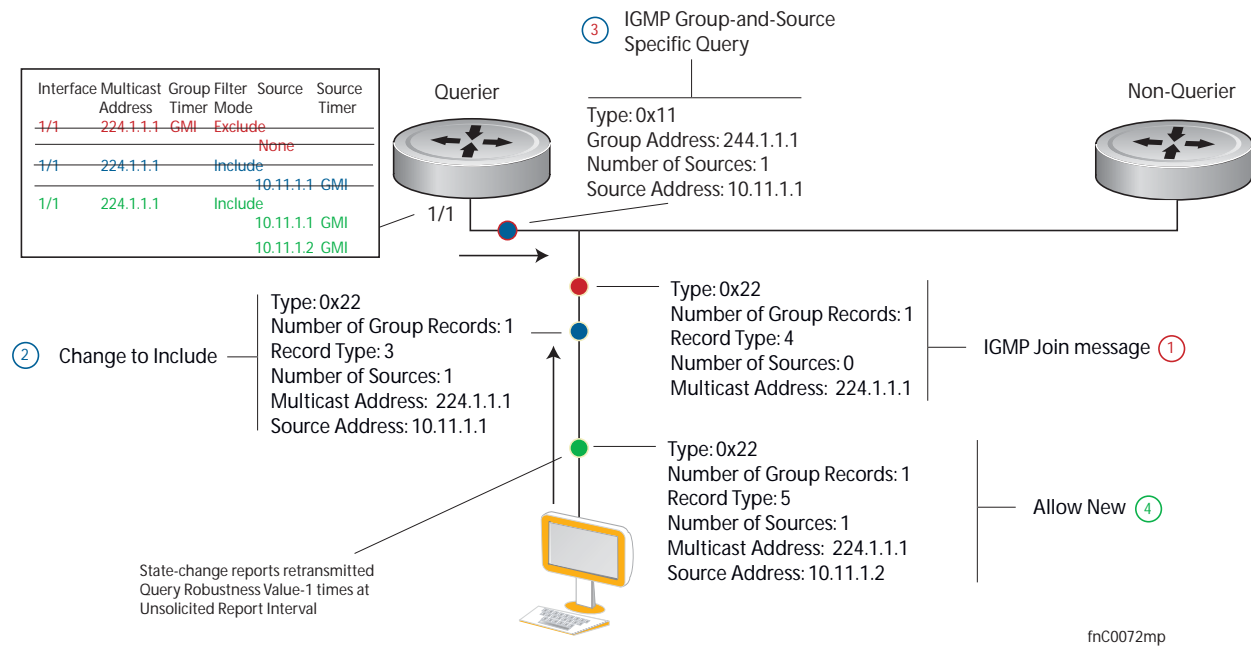 3
IGMP Group-and-Source
Specific Query
Interface Multicast Group Filter Source Source
Address Timer Mode Timer
1/1 224.1.1.1 GMI Exclude
None
1/1 224.1.1.1 Include
10.11.1.1 GMI
1/1 224.1.1.1 Include
10.11.1.1 GMI
10.11.1.2 GMI
Querier
1/1
Type: 0x11
Group Address: 244.1.1.1
Number of Sources: 1
Source Address: 10.11.1.1
Non-Querier
2
Change to Include
Type: 0x22
Number of Group Records: 1
Record Type: 3
Number of Sources: 1
Multicast Address: 224.1.1.1
Source Address: 10.11.1.1
Type: 0x22
Number of Group Records: 1
Record Type: 4
Number of Sources: 0
Multicast Address: 224.1.1.1
IGMP Join message 1
Type: 0x22
Number of Group Records: 1
Record Type: 5
Number of Sources: 1
Multicast Address: 224.1.1.1
Source Address: 10.11.1.2
Allow New 4
State-change reports retransmitted
Query Robustness Value-1 times at
Unsolicited Report Interval
fnC0072mp